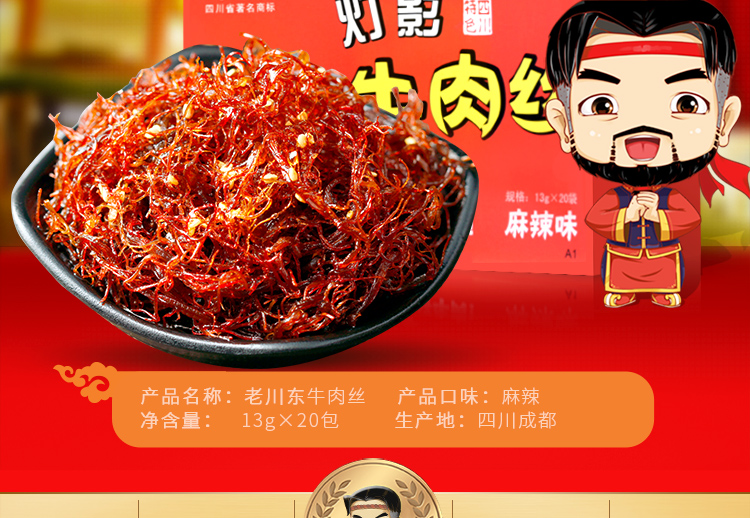 四川省著名商标
灯影
四川特色
牛肉丝
规格：13g×20袋
麻辣味
A1
产品名称：老川东牛肉丝 产品口味：麻辣
净含量： 13g×20包 生产地：四川成都